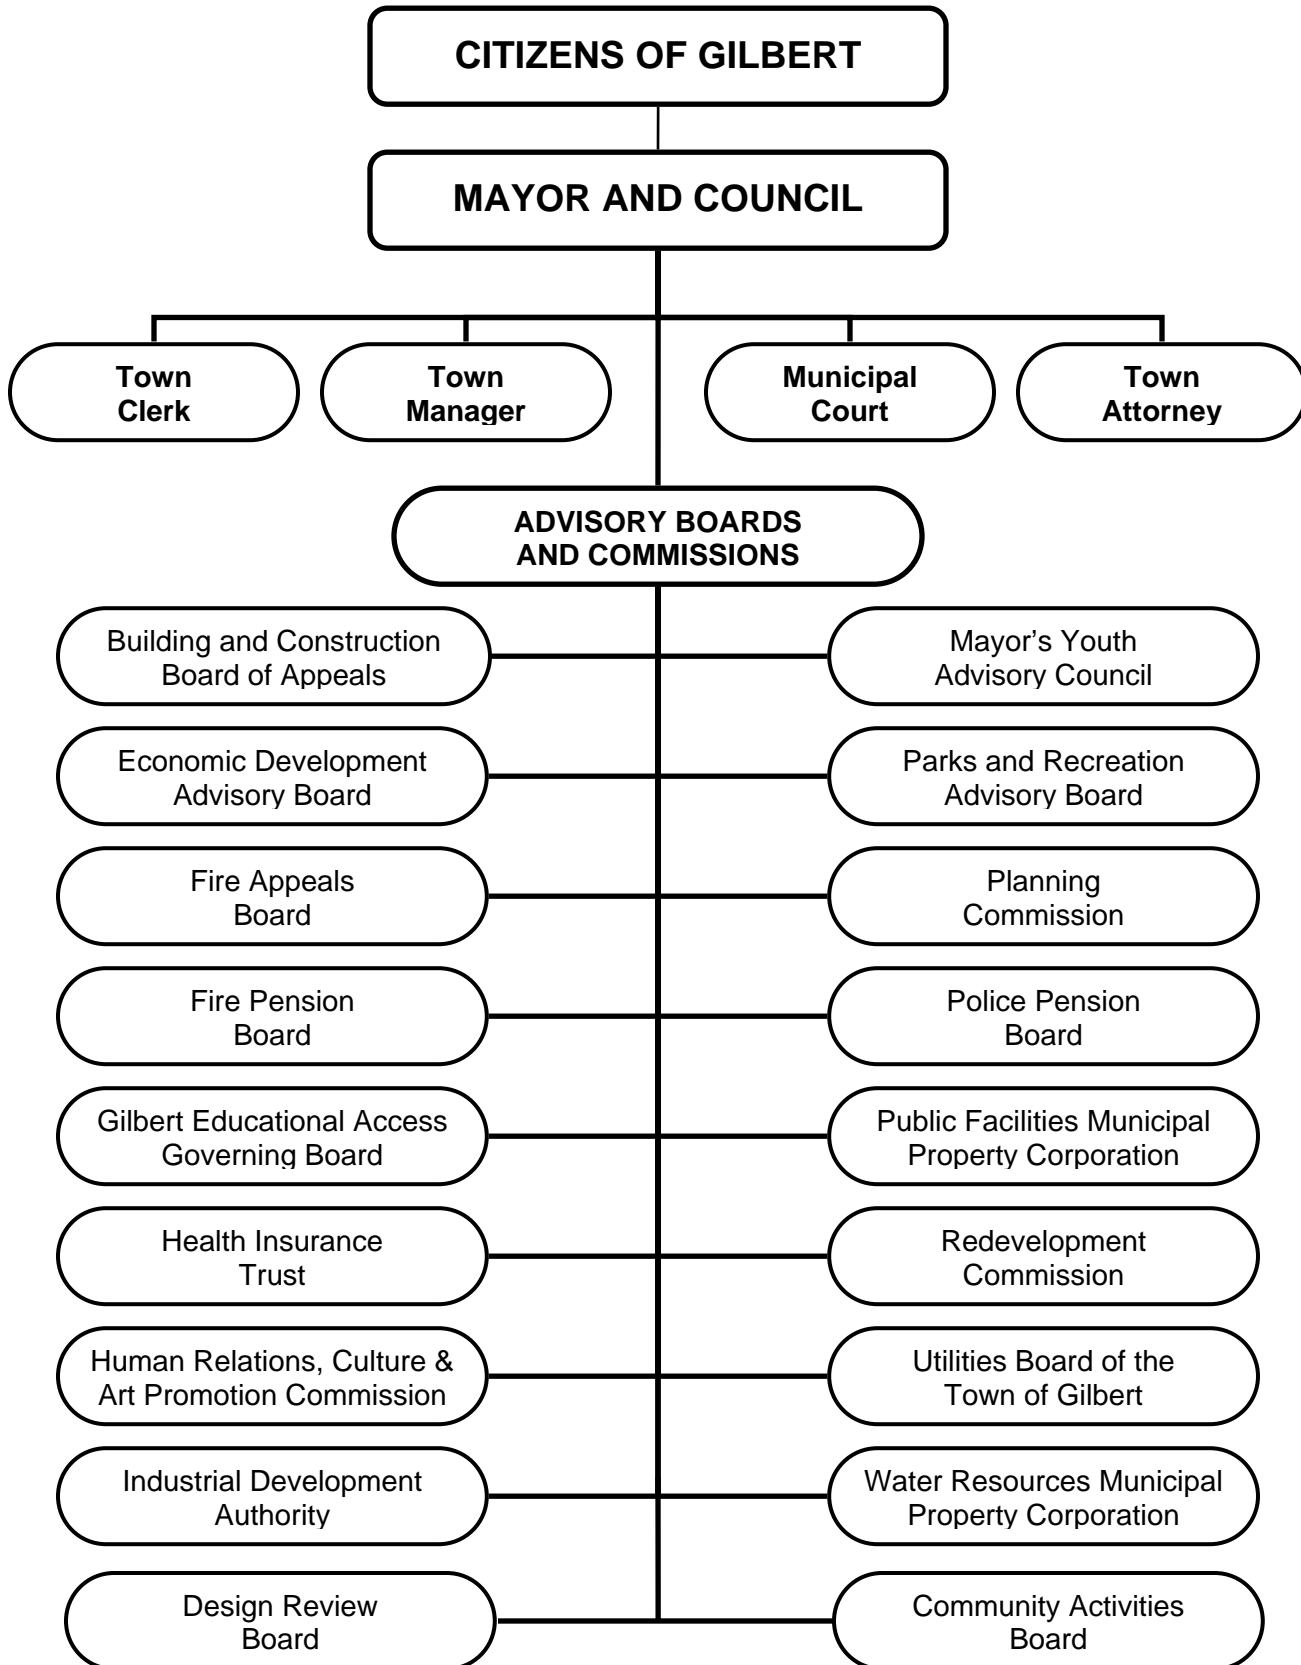 CITIZENS OF GILBERT
MAYOR AND COUNCIL
Town
Clerk
Town
Manager
Municipal
Court
Town
Attorney
ADVISORY BOARDS
AND COMMISSIONS
Building and Construction
Board of Appeals
Mayor’s Youth
Advisory Council
Economic Development
Advisory Board
Parks and Recreation
Advisory Board
Fire Appeals
Board
Planning
Commission
Fire Pension
Board
Police Pension
Board
Gilbert Educational Access
Governing Board
Public Facilities Municipal
Property Corporation
Health Insurance
Trust
Redevelopment
Commission
Human Relations, Culture &
Art Promotion Commission
Utilities Board of the
Town of Gilbert
Industrial Development
Authority
Water Resources Municipal
Property Corporation
Design Review
Board
Community Activities
Board